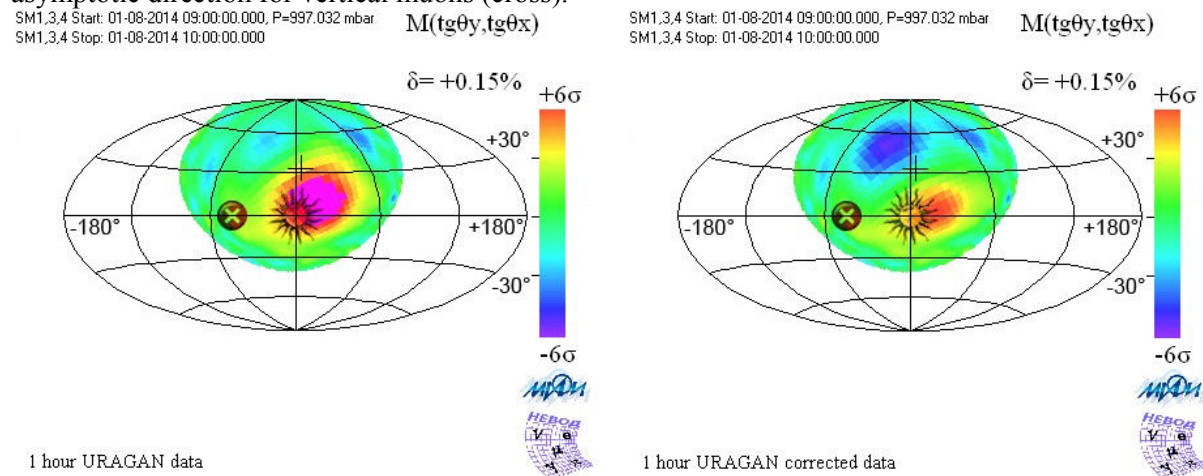 asymptotic direction for vertical muons (cross).
SM1,3,4 Start: 01-08-2014 09:00:00.000, P=997.032 mbar
SM1,3,4 Stop: 01-08-2014 10:00:00.000
M(tgθy,tgθx)
δ= +0.15%
+6σ
+30°
-180°
+180°
-30°
-6σ
МИФИ
НЕВОД
ν e
μ
γ
1 hour URAGAN data
SM1,3,4 Start: 01-08-2014 09:00:00.000, P=997.032 mbar
SM1,3,4 Stop: 01-08-2014 10:00:00.000
M(tgθy,tgθx)
δ= +0.15%
+6σ
+30°
-180°
+180°
-30°
-6σ
МИФИ
НЕВОД
ν e
μ
γ
1 hour URAGAN corrected data